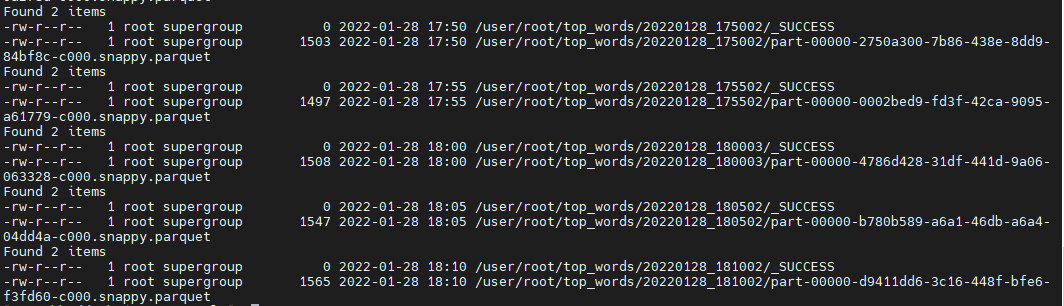 Found 2 items
-rw-r--r--   1 root supergroup          0 2022-01-28 17:50 /user/root/top_words/20220128_175002/_SUCCESS
-rw-r--r--   1 root supergroup       1503 2022-01-28 17:50 /user/root/top_words/20220128_175002/part-00000-2750a300-7b86-438e-8dd9-
84bf8c-c000.snappy.parquet
Found 2 items
-rw-r--r--   1 root supergroup          0 2022-01-28 17:55 /user/root/top_words/20220128_175502/_SUCCESS
-rw-r--r--   1 root supergroup       1497 2022-01-28 17:55 /user/root/top_words/20220128_175502/part-00000-0002bed9-fd3f-42ca-9095-
a61779-c000.snappy.parquet
Found 2 items
-rw-r--r--   1 root supergroup          0 2022-01-28 18:00 /user/root/top_words/20220128_180003/_SUCCESS
-rw-r--r--   1 root supergroup       1508 2022-01-28 18:00 /user/root/top_words/20220128_180003/part-00000-4786d428-31df-441d-9a06-
063328-c000.snappy.parquet
Found 2 items
-rw-r--r--   1 root supergroup          0 2022-01-28 18:05 /user/root/top_words/20220128_180502/_SUCCESS
-rw-r--r--   1 root supergroup       1547 2022-01-28 18:05 /user/root/top_words/20220128_180502/part-00000-b780b589-a6a1-46db-a6a4-
04dd4a-c000.snappy.parquet
Found 2 items
-rw-r--r--   1 root supergroup          0 2022-01-28 18:10 /user/root/top_words/20220128_181002/_SUCCESS
-rw-r--r--   1 root supergroup       1565 2022-01-28 18:10 /user/root/top_words/20220128_181002/part-00000-d9411dd6-3c16-448f-bfe6-
f3fd60-c000.snappy.parquet